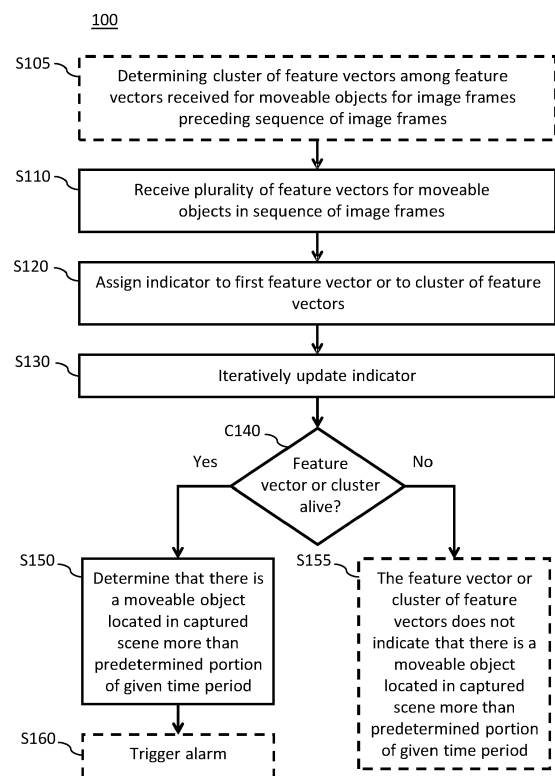 100
S105
Determining cluster of feature vectors among feature
vectors received for moveable objects for image frames
preceding sequence of image frames
S110
Receive plurality of feature vectors for moveable
objects in sequence of image frames
S120
Assign indicator to first feature vector or to cluster of feature
vectors
S130
Iteratively update indicator
C140
Yes
Feature
vector or cluster
alive?
No
S150
Determine that there is
a moveable object
located in captured
scene more than
predetermined portion
of given time period
S155
The feature vector or
cluster of feature
vectors does not
indicate that there is a
moveable object
located in captured
scene more than
predetermined portion
of given time period
S160
Trigger alarm